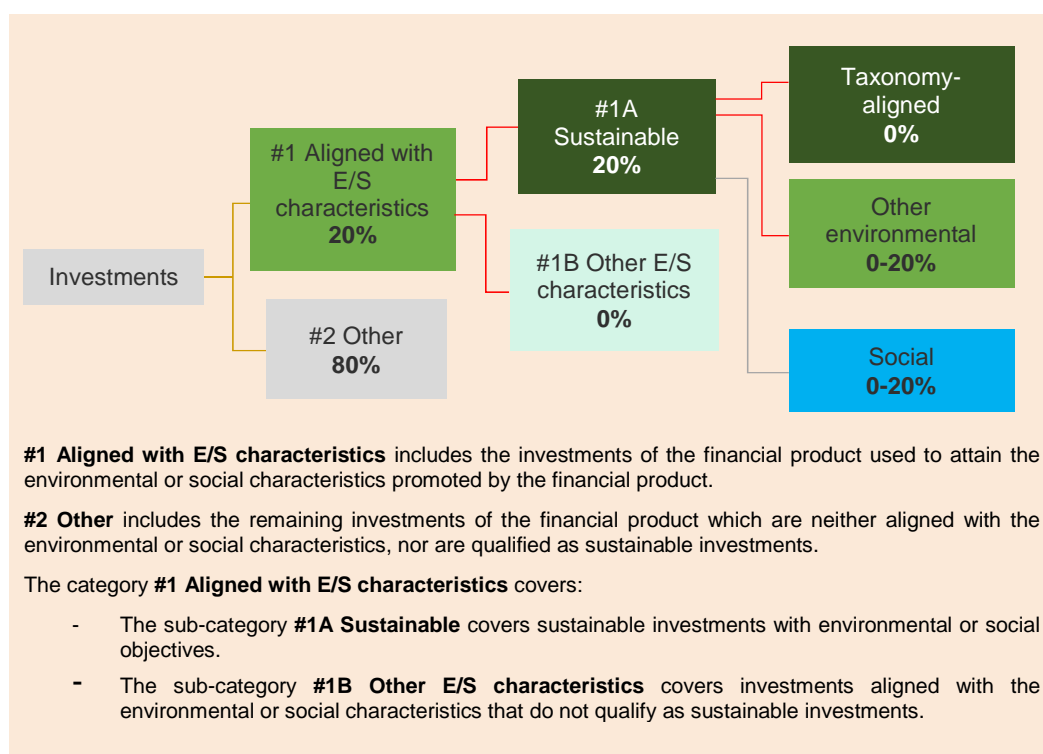 Investments
#1 Aligned with
E/S
characteristics
20%
#2 Other
80%
#1A
Sustainable
20%
#1B Other E/S
characteristics
0%
Taxonomy-
aligned
0%
Other
environmental
0-20%
Social
0-20%
#1 Aligned with E/S characteristics includes the investments of the financial product used to attain the
environmental or social characteristics promoted by the financial product.
#2 Other includes the remaining investments of the financial product which are neither aligned with the
environmental or social characteristics, nor are qualified as sustainable investments.
The category #1 Aligned with E/S characteristics covers:
- The sub-category #1A Sustainable covers sustainable investments with environmental or social
objectives.
- The sub-category #1B Other E/S characteristics covers investments aligned with the
environmental or social characteristics that do not qualify as sustainable investments.